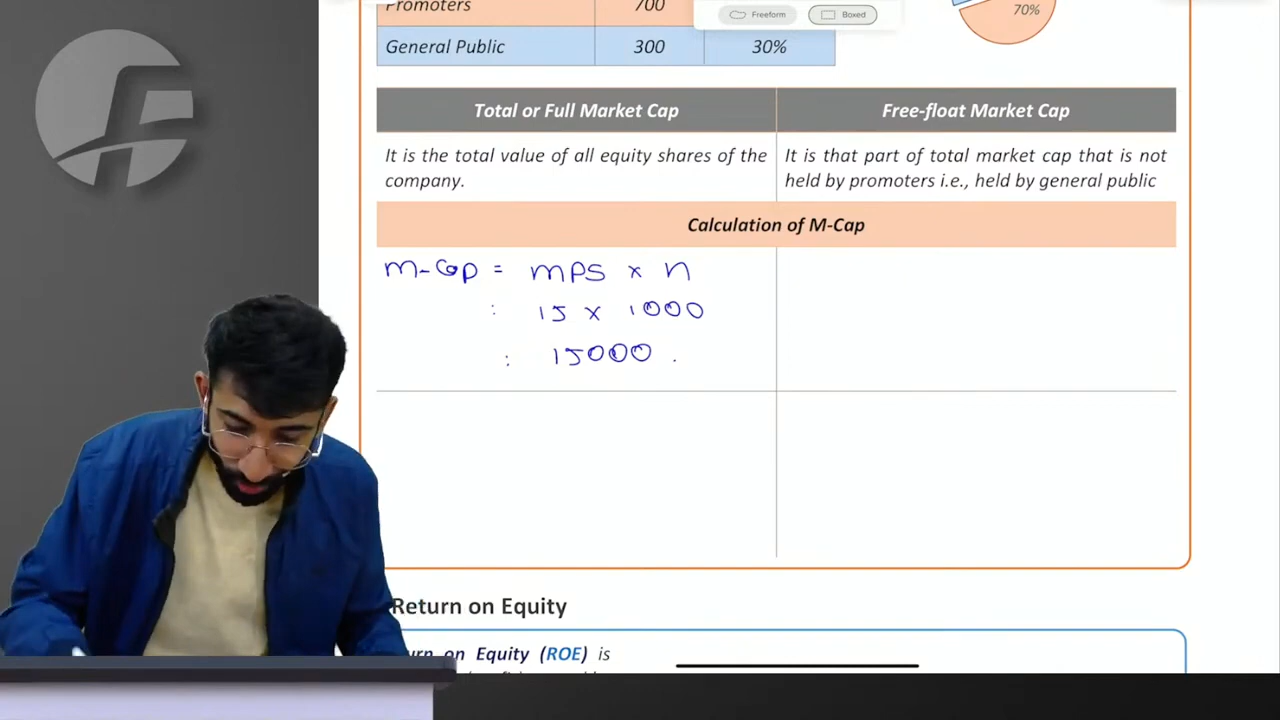 Promoters 700
Freeform Boxed
70%
General Public 300 30%
Total or Full Market Cap Free-float Market Cap
It is the total value of all equity shares of the It is that part of total market cap that is not
company. held by promoters i.e., held by general public
Calculation of M-Cap
M-Cap = MPS x n
: 15 x 1000
: 15000 .
Return on Equity
on Equity (ROE) is